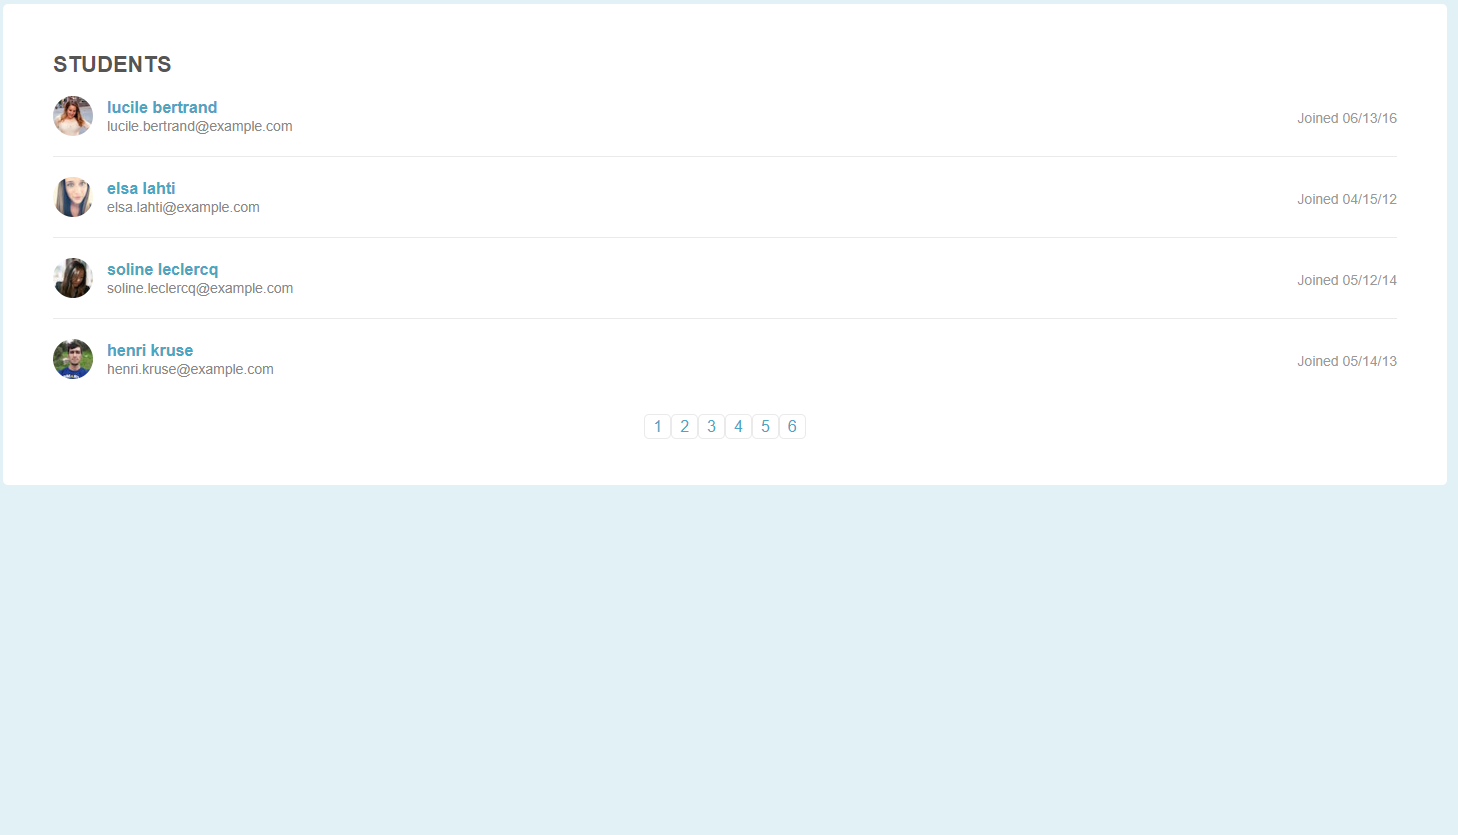 STUDENTS
lucile bertrand
lucile.bertrand@example.com
Joined 06/13/16
elsa lahti
elsa.lahti@example.com
Joined 04/15/12
soline leclercq
soline.leclercq@example.com
Joined 05/12/14
henri kruse
henri.kruse@example.com
Joined 05/14/13
1 2 3 4 5 6